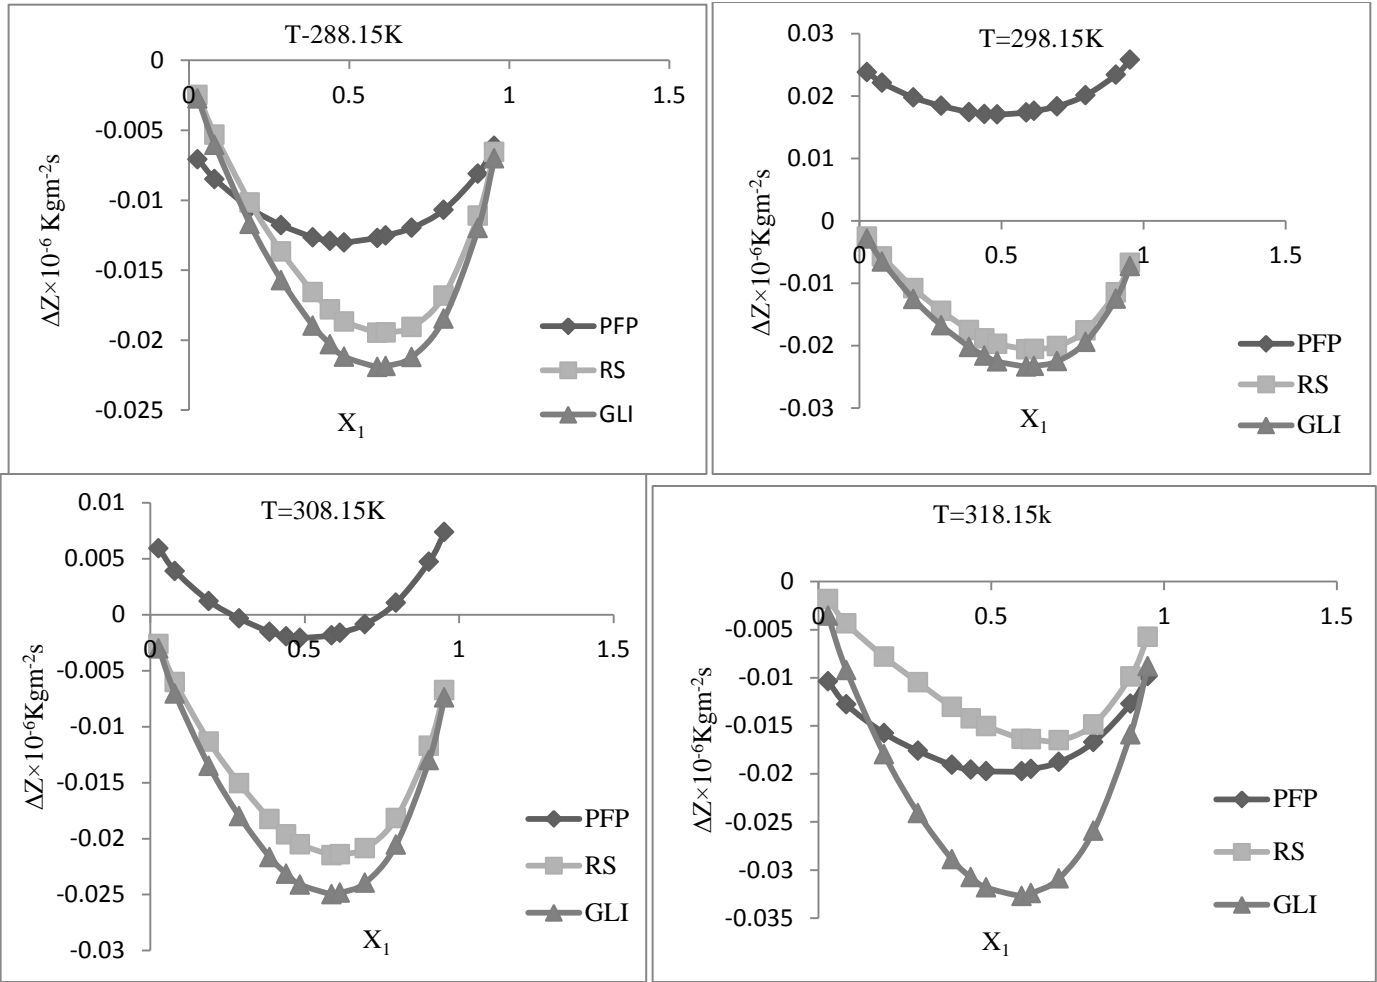 T-288.15K
0
0
0.5
1
1.5
-0.005
-0.01
-0.015
-0.02
-0.025
ΔZ×10⁻⁶ Kgm⁻²s
X₁
PFP
RS
GLI
T=298.15K
0.03
0.02
0.01
0
0
0.5
1
1.5
-0.01
-0.02
-0.03
ΔZ×10⁻⁶Kgm⁻²s
X₁
PFP
RS
GLI
T=308.15K
0.01
0.005
0
0
0.5
1
1.5
-0.005
-0.01
-0.015
-0.02
-0.025
-0.03
ΔZ×10⁻⁶Kgm⁻²s
X₁
PFP
RS
GLI
T=318.15k
0
0
0.5
1
1.5
-0.005
-0.01
-0.015
-0.02
-0.025
-0.03
-0.035
ΔZ×10⁻⁶Kgm⁻²s
X₁
PFP
RS
GLI